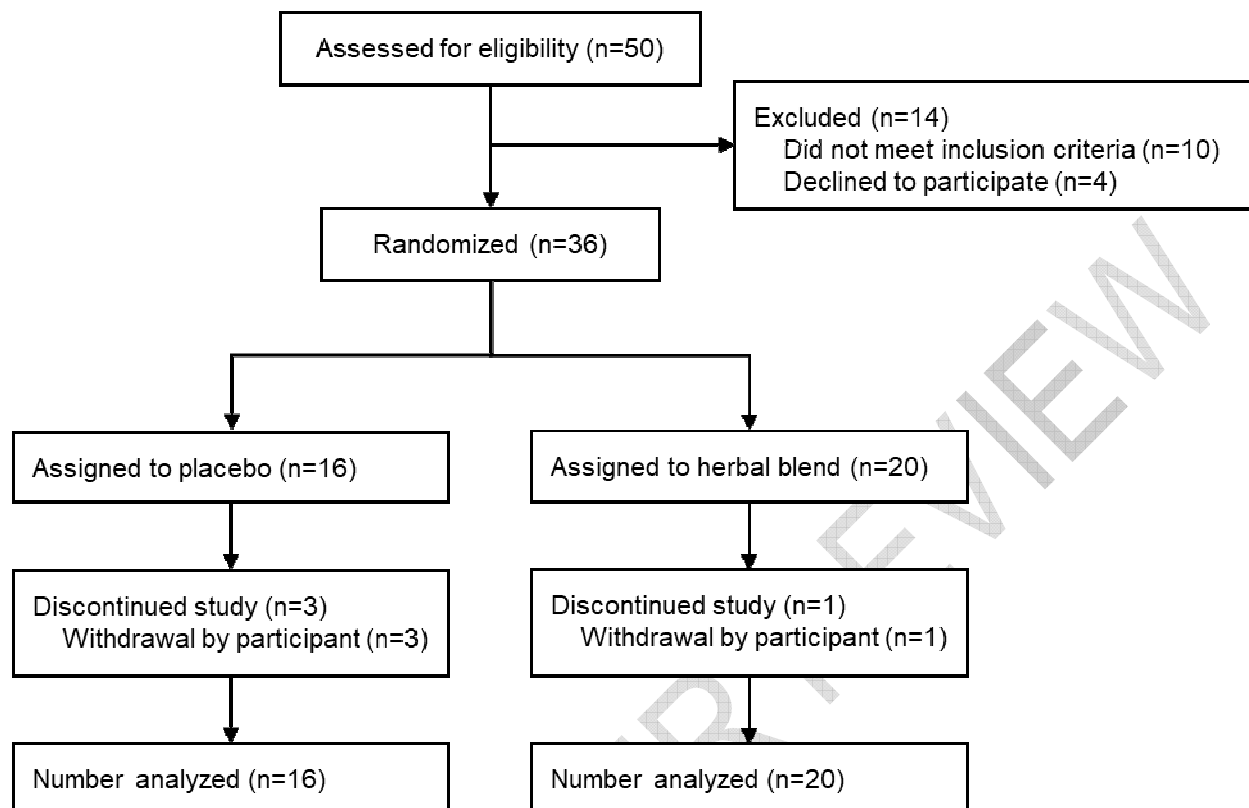 Assessed for eligibility (n=50)
Excluded (n=14)
Did not meet inclusion criteria (n=10)
Declined to participate (n=4)
Randomized (n=36)
Assigned to placebo (n=16)
Assigned to herbal blend (n=20)
Discontinued study (n=3)
Withdrawal by participant (n=3)
Discontinued study (n=1)
Withdrawal by participant (n=1)
Number analyzed (n=16)
Number analyzed (n=20)
R REVIEW